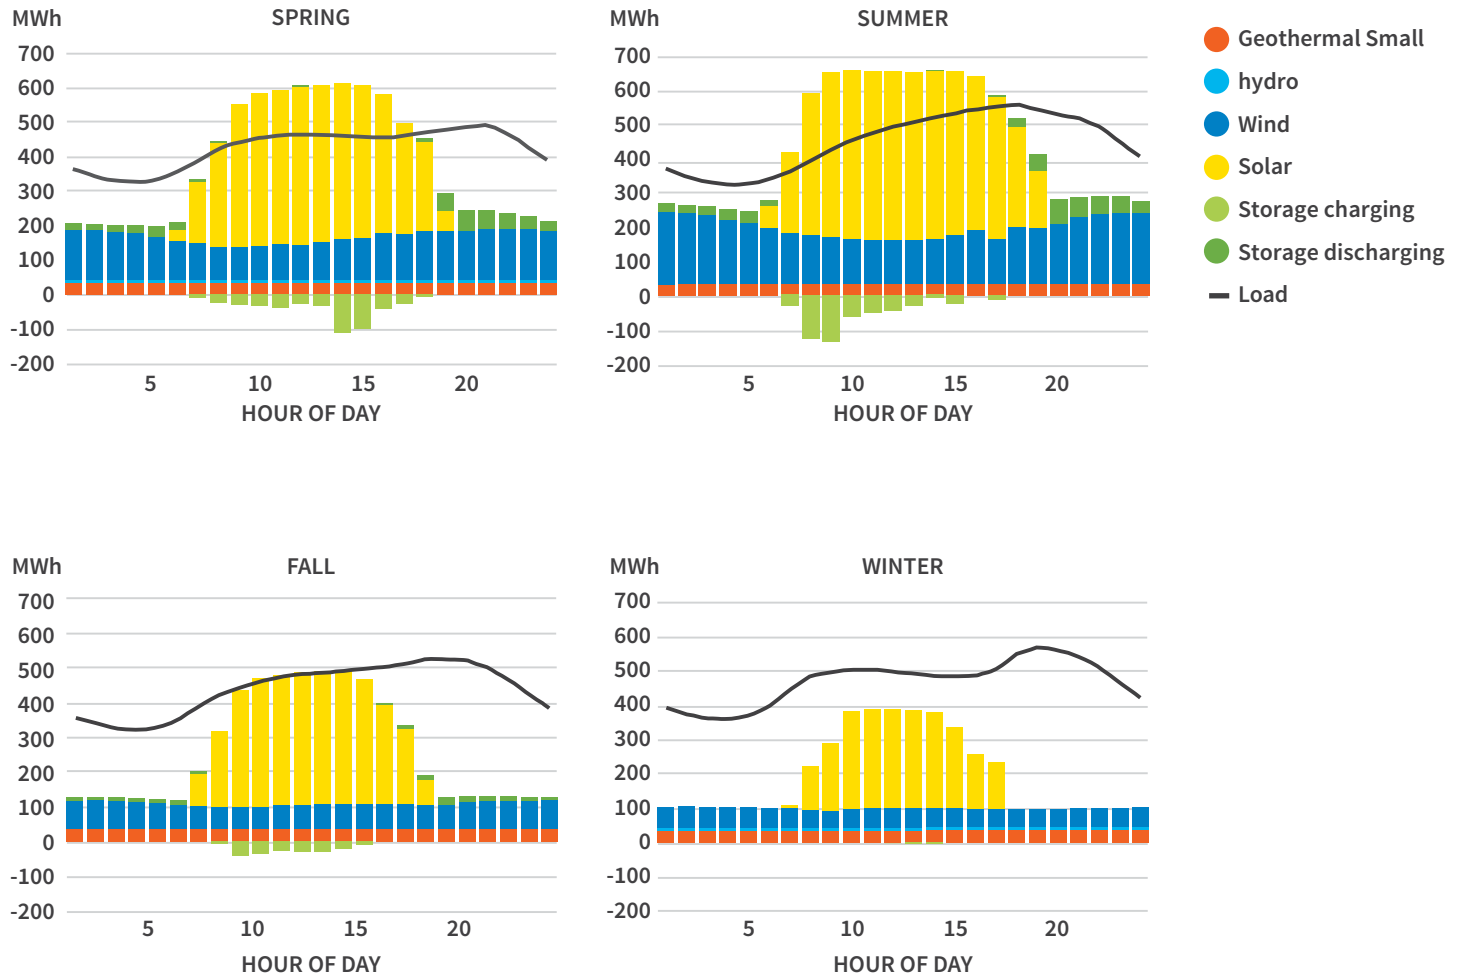 MWh
SPRING
700
600
500
400
300
200
100
0
-100
-200
5 10 15 20
HOUR OF DAY
MWh
SUMMER
700
600
500
400
300
200
100
0
-100
-200
5 10 15 20
HOUR OF DAY
Geothermal Small
hydro
Wind
Solar
Storage charging
Storage discharging
Load
MWh
FALL
700
600
500
400
300
200
100
0
-100
-200
5 10 15 20
HOUR OF DAY
MWh
WINTER
700
600
500
400
300
200
100
0
-100
-200
5 10 15 20
HOUR OF DAY